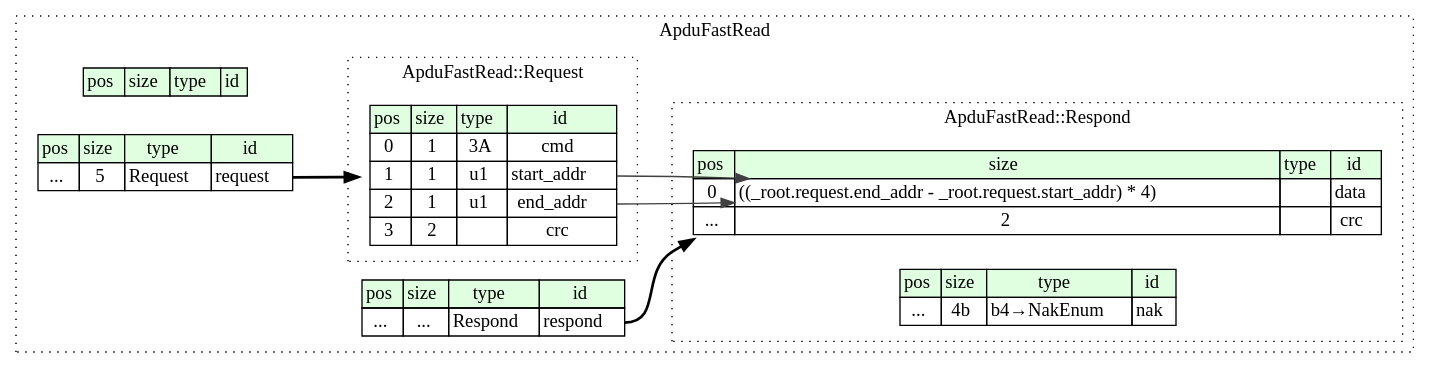 ApduFastRead
pos size type id
pos size type id
... 5 Request request
ApduFastRead::Request
pos size type id
0 1 3A cmd
1 1 u1 start_addr
2 1 u1 end_addr
3 2 crc
pos size type id
... ... Respond respond
ApduFastRead::Respond
pos size type id
0 ((_root.request.end_addr - _root.request.start_addr) * 4) data
... 2 crc
pos size type id
... 4b b4→NakEnum nak